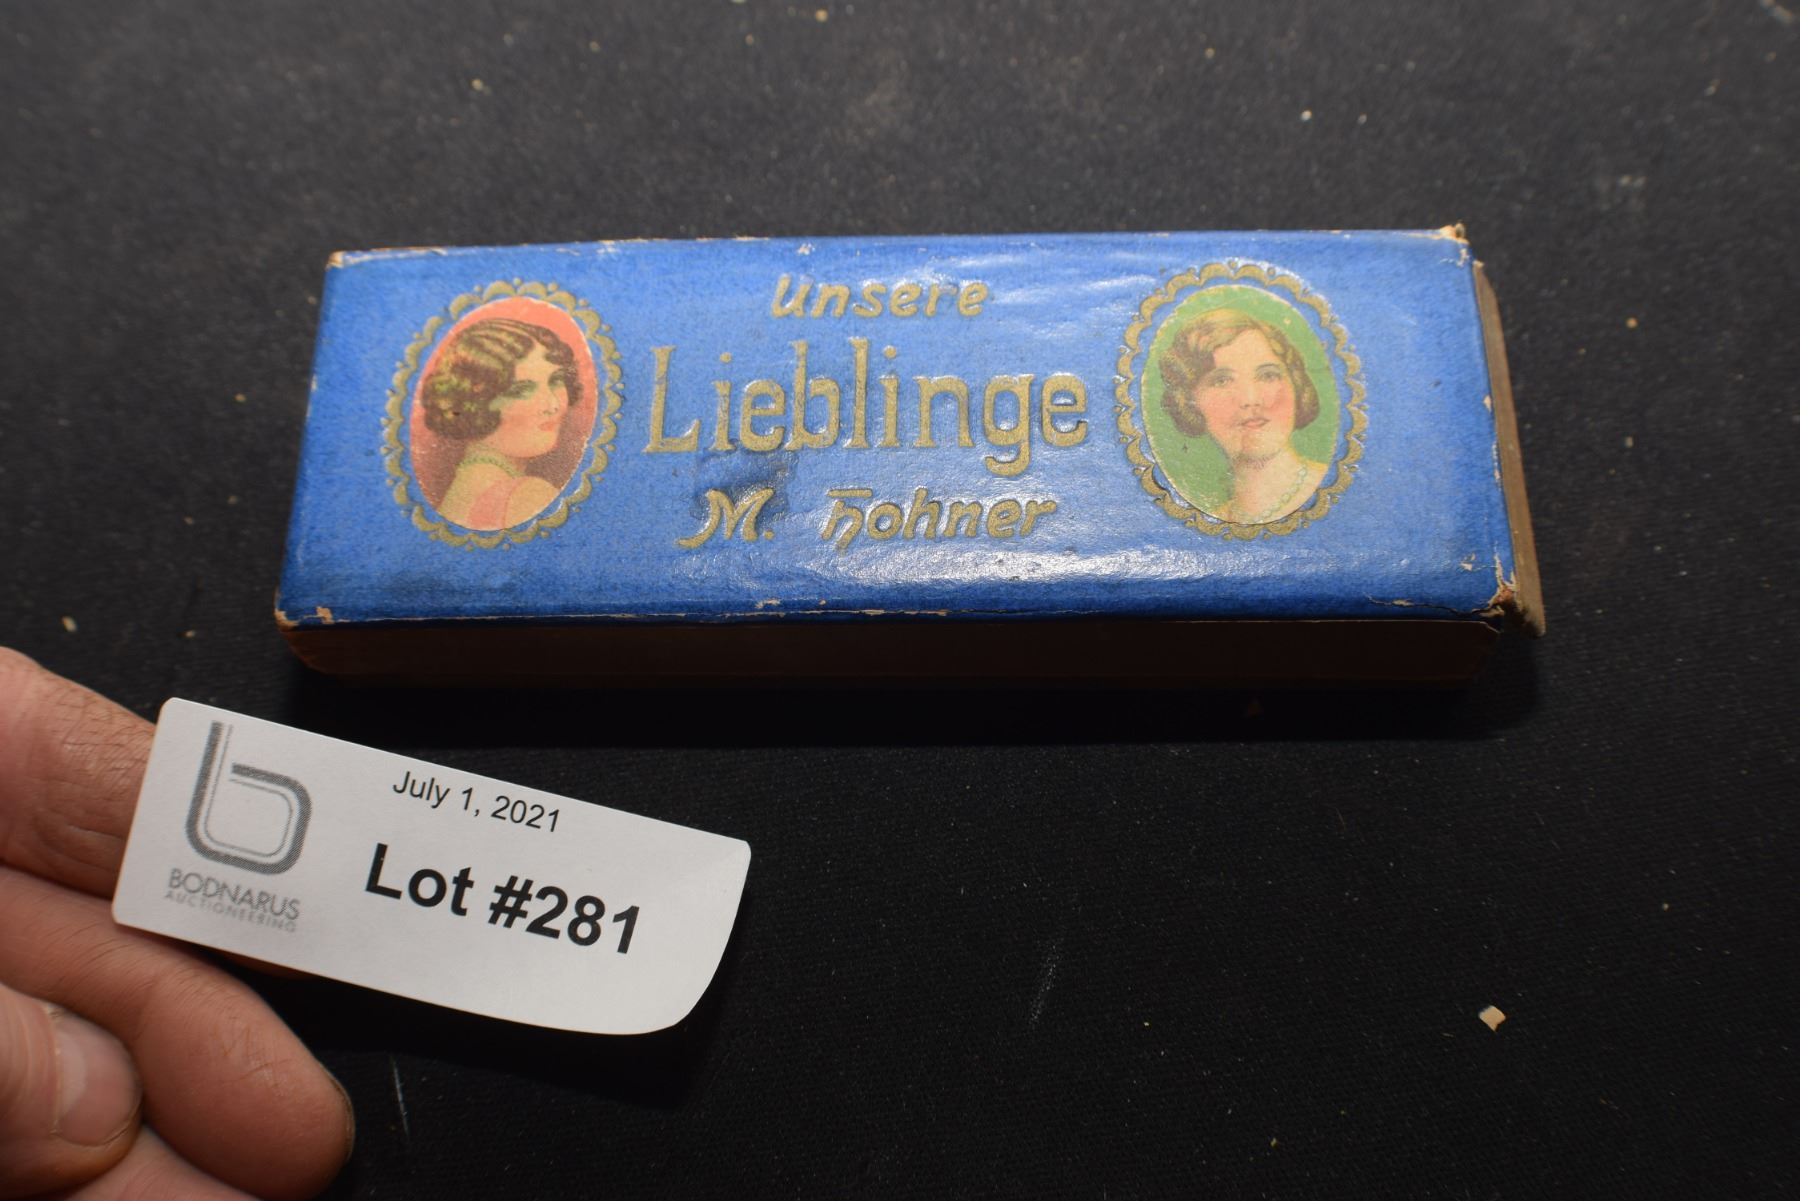 Unsere
Lieblinge
M. Hohner
July 1, 2021
Lot #281
BODNARUS
AUCTIONEERING